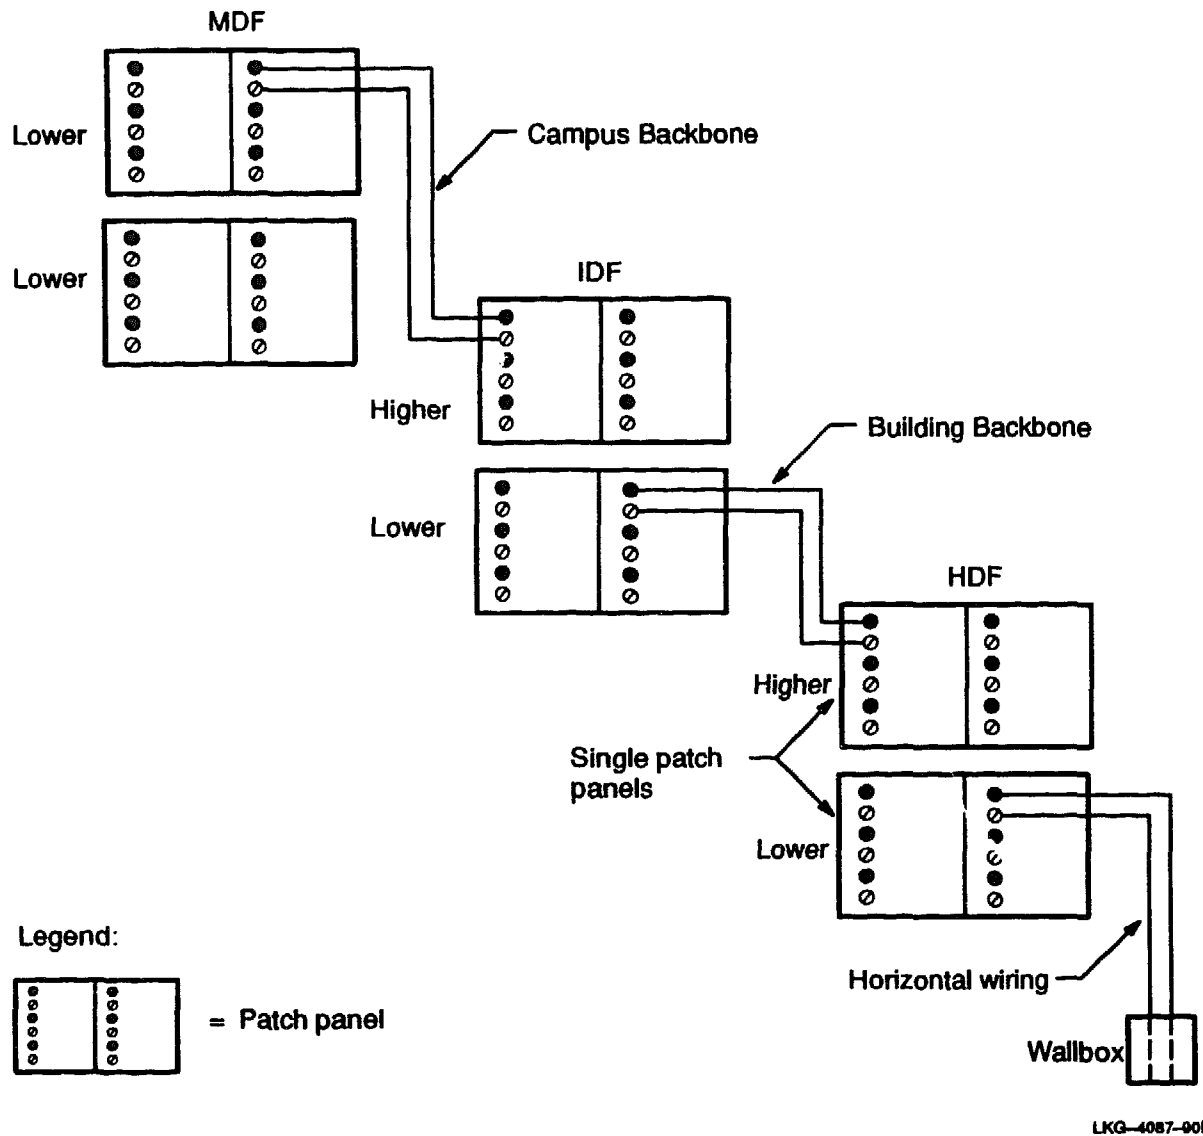 MDF
Lower
Campus Backbone
Lower
IDF
Higher
Building Backbone
Lower
HDF
Higher
Single patch
panels
Lower
Legend:
= Patch panel
Horizontal wiring
Wallbox